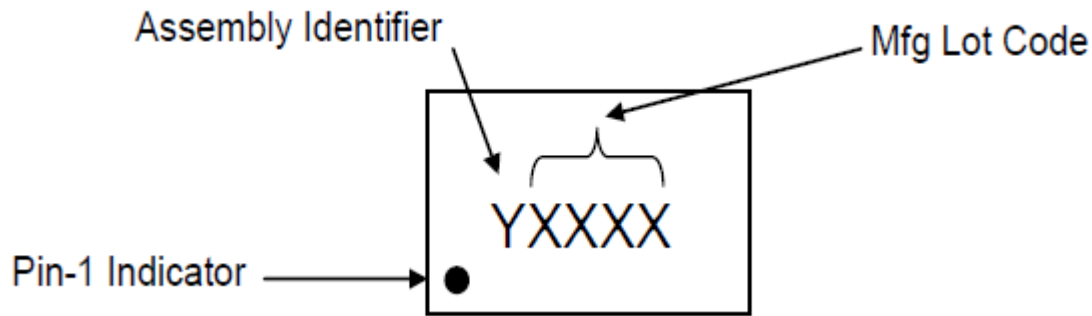 Assembly Identifier
Mfg Lot Code
YXXXX
Pin-1 Indicator